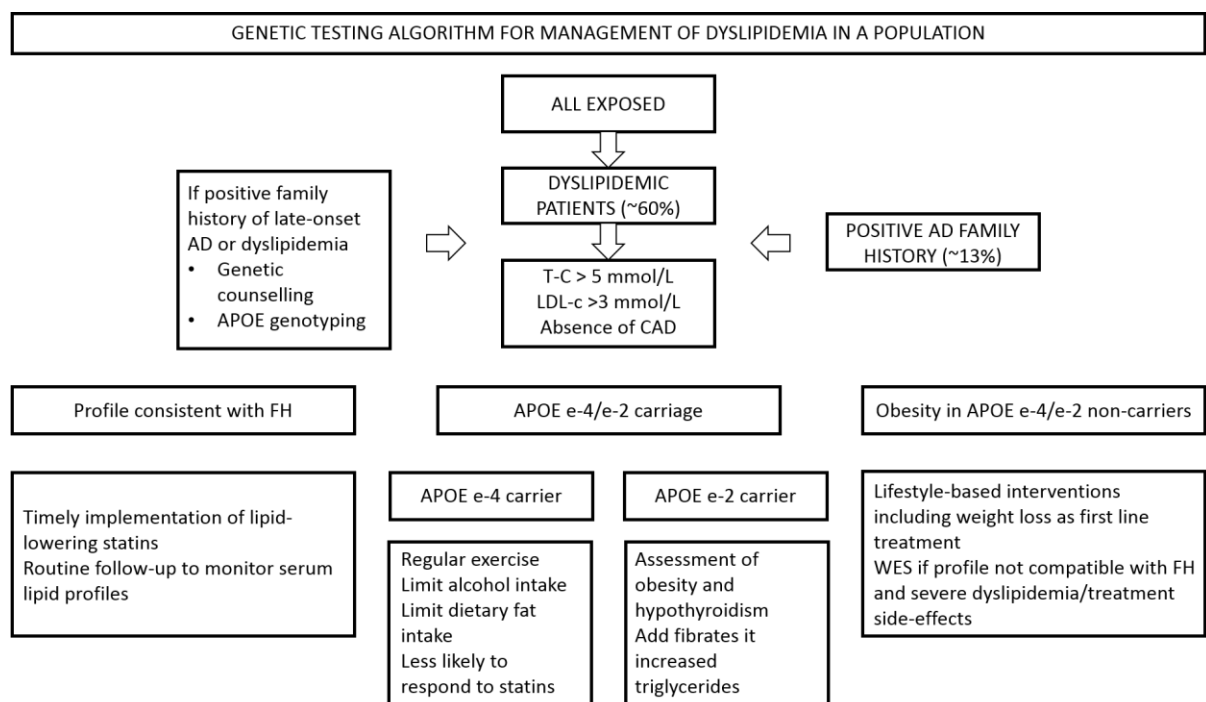 GENETIC TESTING ALGORITHM FOR MANAGEMENT OF DYSLIPIDEMIA IN A POPULATION
ALL EXPOSED
If positive family
history of late-onset
AD or dyslipidemia
• Genetic
counselling
• APOE genotyping
DYSLIPIDEMIC
PATIENTS (~60%)
POSITIVE AD FAMILY
HISTORY (~13%)
T-C > 5 mmol/L
LDL-c >3 mmol/L
Absence of CAD
Profile consistent with FH
APOE e-4/e-2 carriage
Obesity in APOE e-4/e-2 non-carriers
Timely implementation of lipid-
lowering statins
Routine follow-up to monitor serum
lipid profiles
APOE e-4 carrier
Regular exercise
Limit alcohol intake
Limit dietary fat
intake
Less likely to
respond to statins
APOE e-2 carrier
Assessment of
obesity and
hypothyroidism
Add fibrates it
increased
triglycerides
Lifestyle-based interventions
including weight loss as first line
treatment
WES if profile not compatible with FH
and severe dyslipidemia/treatment
side-effects